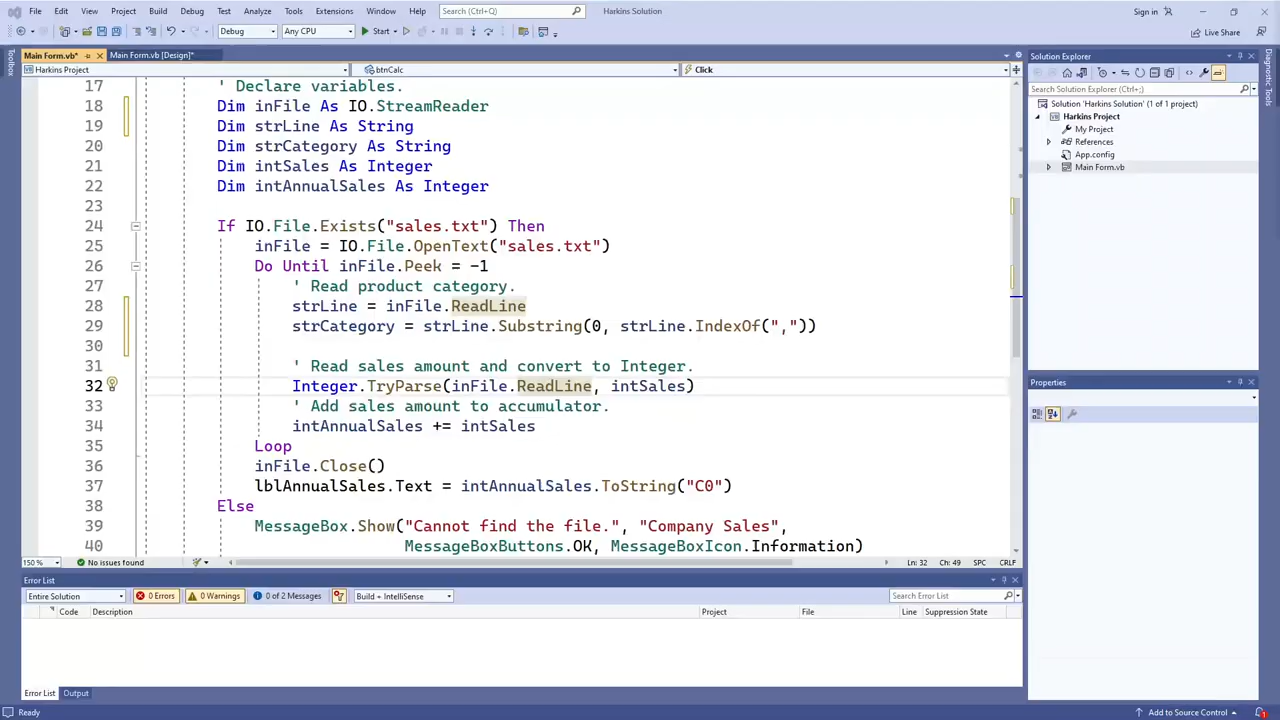 File Edit View Project Build Debug Test Analyze Tools Extensions Window Help Search (Ctrl+Q) Harkins Solution Sign in
Debug Any CPU Start Live Share
Main Form.vb* Main Form.vb [Design]*
Harkins Project btnCalc Click
17 ' Declare variables.
18 Dim inFile As IO.StreamReader
19 Dim strLine As String
20 Dim strCategory As String
21 Dim intSales As Integer
22 Dim intAnnualSales As Integer
23
24 If IO.File.Exists("sales.txt") Then
25 inFile = IO.File.OpenText("sales.txt")
26 Do Until inFile.Peek = -1
27 ' Read product category.
28 strLine = inFile.ReadLine
29 strCategory = strLine.Substring(0, strLine.IndexOf(","))
30
31 ' Read sales amount and convert to Integer.
32 Integer.TryParse(inFile.ReadLine, intSales)
33 ' Add sales amount to accumulator.
34 intAnnualSales += intSales
35 Loop
36 inFile.Close()
37 lblAnnualSales.Text = intAnnualSales.ToString("C0")
38 Else
39 MessageBox.Show("Cannot find the file.", "Company Sales",
40 MessageBoxButtons.OK, MessageBoxIcon.Information)
150 % No issues found Ln: 32 Ch: 49 SPC CRLF
Toolbox
Error List
Entire Solution 0 Errors 0 Warnings 0 of 2 Messages Build + IntelliSense Search Error List
Code Description Project File Line Suppression State
Error List Output
Solution Explorer
Search Solution Explorer (Ctrl+;)
Solution 'Harkins Solution' (1 of 1 project)
Harkins Project
My Project
References
App.config
Main Form.vb
Properties
Diagnostic Tools
Ready Add to Source Control 1